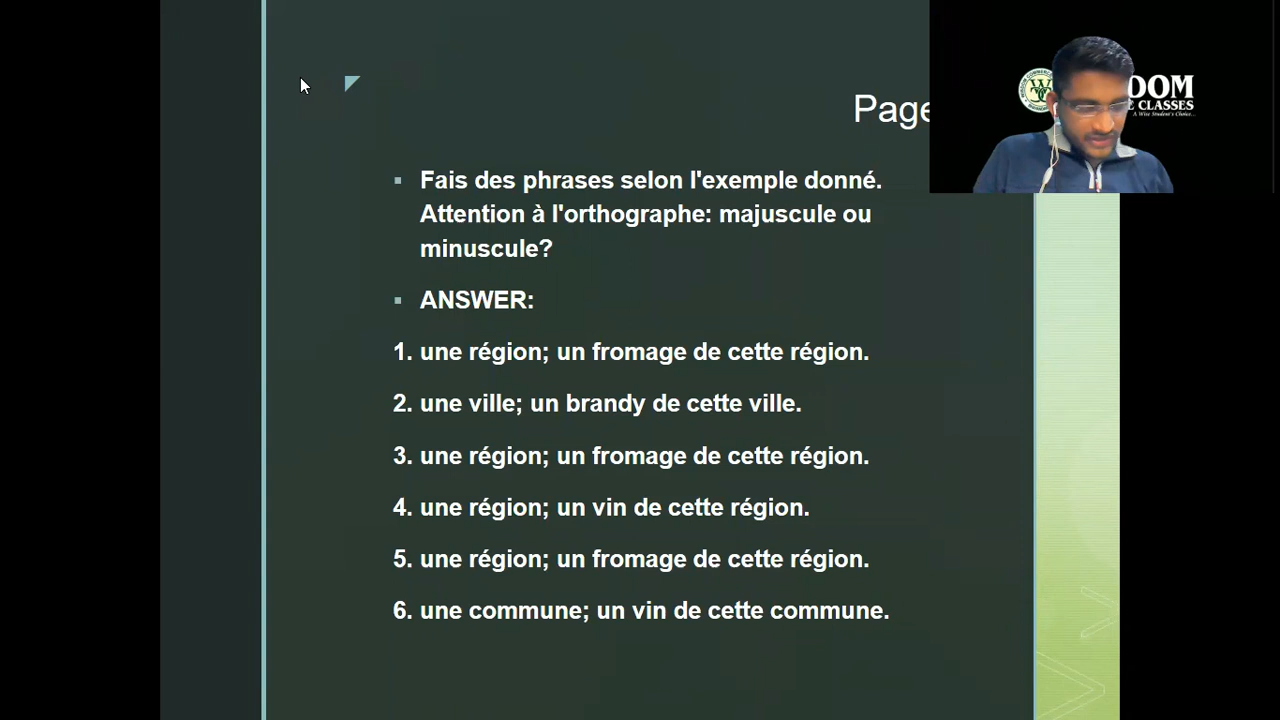 Page
Fais des phrases selon l'exemple donné.
Attention à l'orthographe: majuscule ou
minuscule?
ANSWER:
1. une région; un fromage de cette région.
2. une ville; un brandy de cette ville.
3. une région; un fromage de cette région.
4. une région; un vin de cette région.
5. une région; un fromage de cette région.
6. une commune; un vin de cette commune.
CLASSES
A Wise Student's Choice...